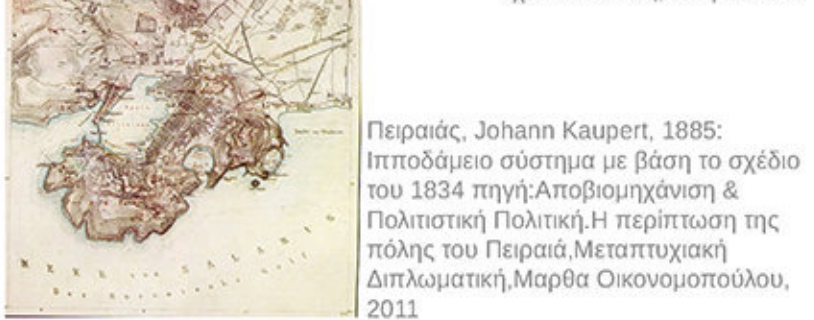 Πειραιάς, Johann Kaupert, 1885:
Ιπποδάμειο σύστημα με βάση το σχέδιο
του 1834 πηγή:Αποβιομηχάνιση &
Πολιτιστική Πολιτική.Η περίπτωση της
πόλης του Πειραιά,Μεταπτυχιακή
Διπλωματική,Μαρθα Οικονομοπούλου,
2011